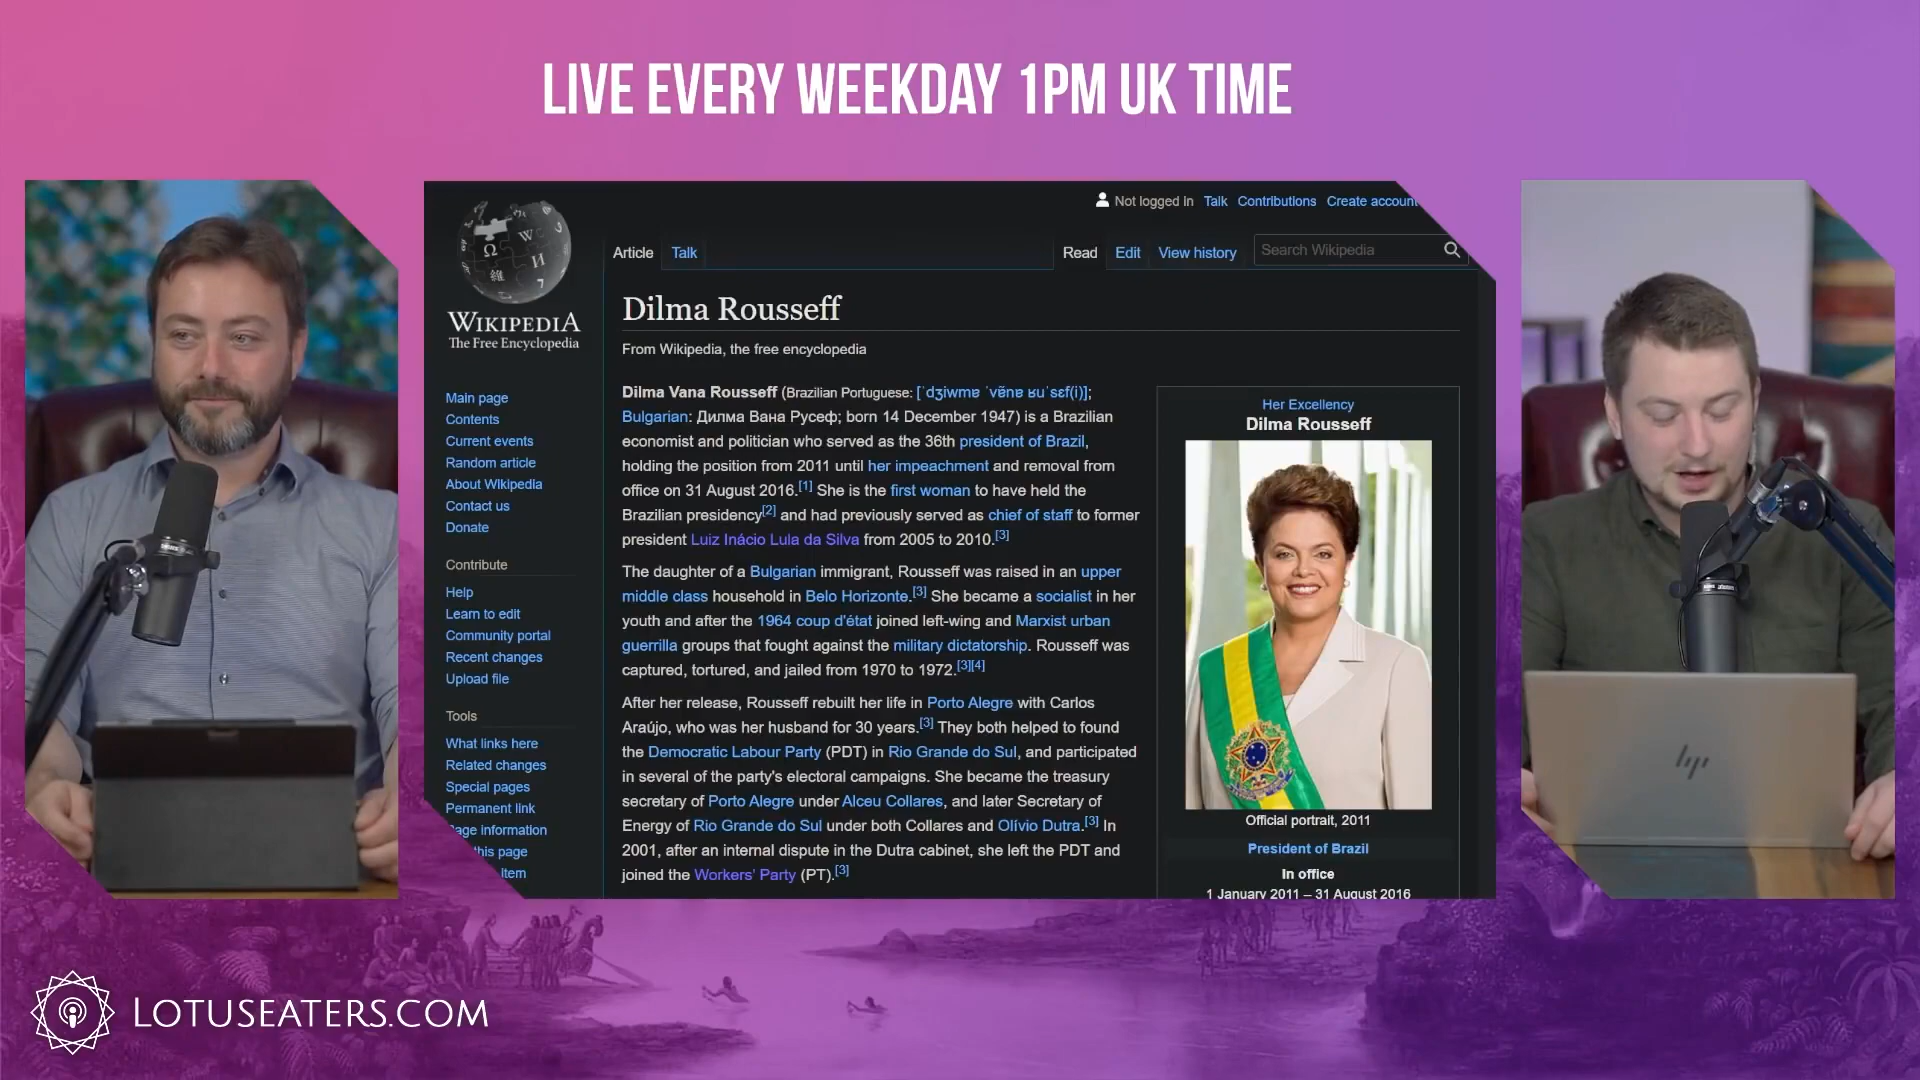 LIVE EVERY WEEKDAY 1PM UK TIME
Not logged in Talk Contributions Create account
Article Talk Read Edit View history Search Wikipedia
WIKIPEDIA
The Free Encyclopedia
Main page
Contents
Current events
Random article
About Wikipedia
Contact us
Donate
Contribute
Help
Learn to edit
Community portal
Recent changes
Upload file
Tools
What links here
Related changes
Special pages
Permanent link
Page information
this page
item
Dilma Rousseff
From Wikipedia, the free encyclopedia
Dilma Vana Rousseff (Brazilian Portuguese: [ˈdʒiwmɐ ˈvɐ̃nɐ ʁuˈsɛf(i)];
Bulgarian: Дилма Вана Русеф; born 14 December 1947) is a Brazilian
economist and politician who served as the 36th president of Brazil,
holding the position from 2011 until her impeachment and removal from
office on 31 August 2016.[1] She is the first woman to have held the
Brazilian presidency[2] and had previously served as chief of staff to former
president Luiz Inácio Lula da Silva from 2005 to 2010.[3]
The daughter of a Bulgarian immigrant, Rousseff was raised in an upper
middle class household in Belo Horizonte.[3] She became a socialist in her
youth and after the 1964 coup d'état joined left-wing and Marxist urban
guerrilla groups that fought against the military dictatorship. Rousseff was
captured, tortured, and jailed from 1970 to 1972.[3][4]
After her release, Rousseff rebuilt her life in Porto Alegre with Carlos
Araújo, who was her husband for 30 years.[3] They both helped to found
the Democratic Labour Party (PDT) in Rio Grande do Sul, and participated
in several of the party's electoral campaigns. She became the treasury
secretary of Porto Alegre under Alceu Collares, and later Secretary of
Energy of Rio Grande do Sul under both Collares and Olívio Dutra.[3] In
2001, after an internal dispute in the Dutra cabinet, she left the PDT and
joined the Workers' Party (PT).[3]
Her Excellency
Dilma Rousseff
Official portrait, 2011
President of Brazil
In office
1 January 2011 – 31 August 2016
hp
LOTUSEATERS.COM